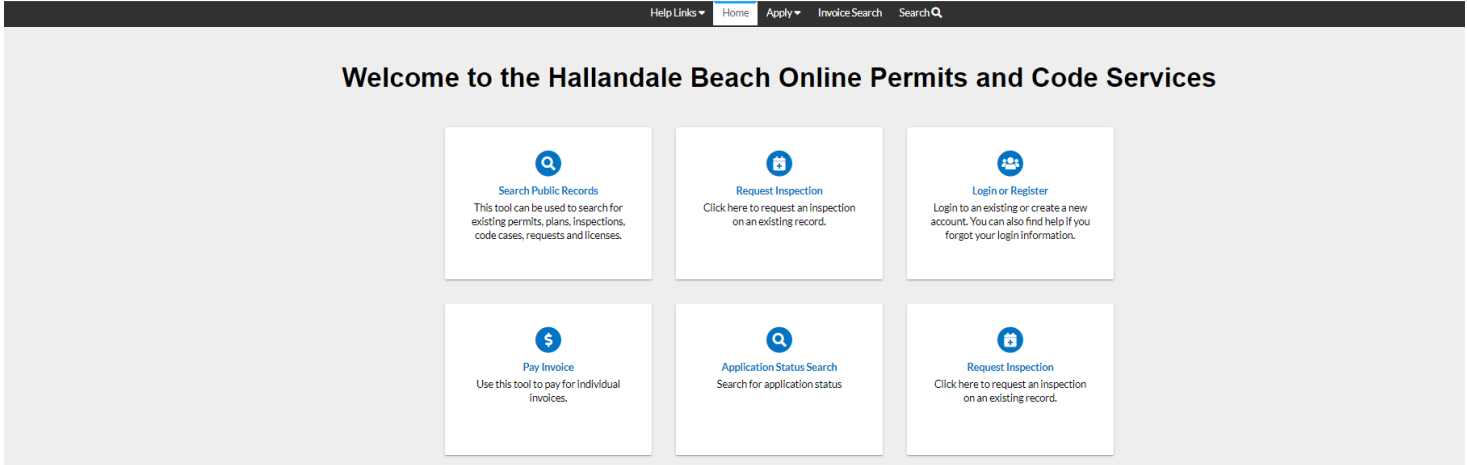 Help Links Home Apply Invoice Search Search
Welcome to the Hallandale Beach Online Permits and Code Services
Search Public Records
This tool can be used to search for
existing permits, plans, inspections,
code cases, requests and licenses.
Request Inspection
Click here to request an inspection
on an existing record.
Login or Register
Login to an existing or create a new
account. You can also find help if you
forgot your login information.
Pay Invoice
Use this tool to pay for individual
invoices.
Application Status Search
Search for application status
Request Inspection
Click here to request an inspection
on an existing record.